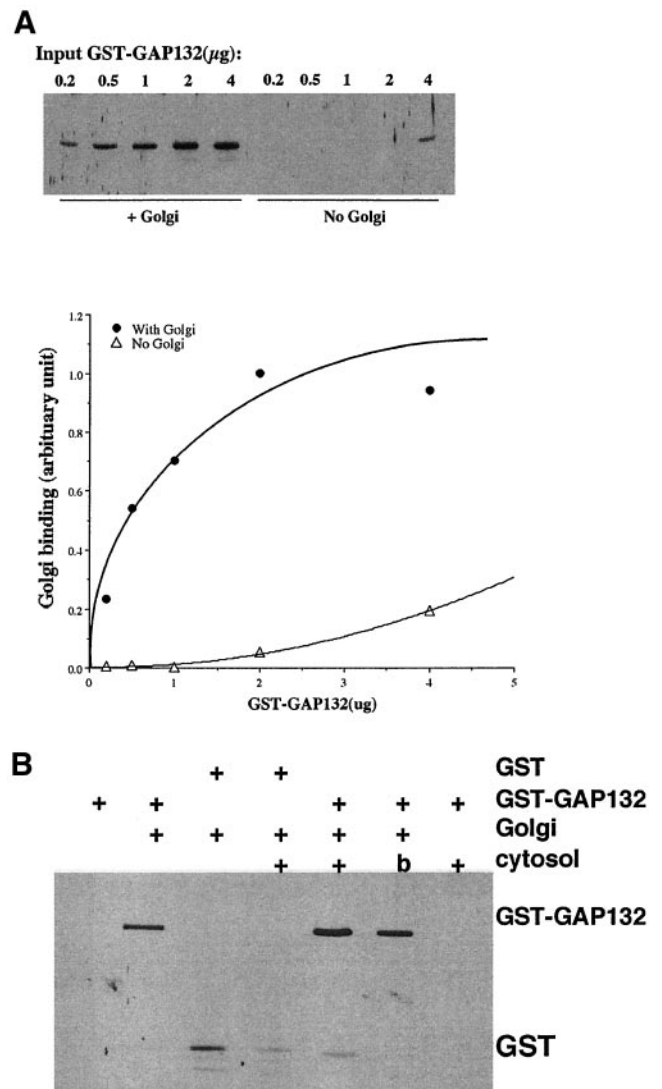 A
Input GST-GAP132(µg):
0.2 0.5 1 2 4 0.2 0.5 1 2 4
+ Golgi No Golgi
1.2
1.0
0.8
0.6
0.4
0.2
0.0
Golgi binding (arbituary unit)
With Golgi
No Golgi
0 1 2 3 4 5
GST-GAP132(ug)
B
+ + GST
+ + + + + GST-GAP132
+ + + + + Golgi
+ + b + cytosol
GST-GAP132
GST